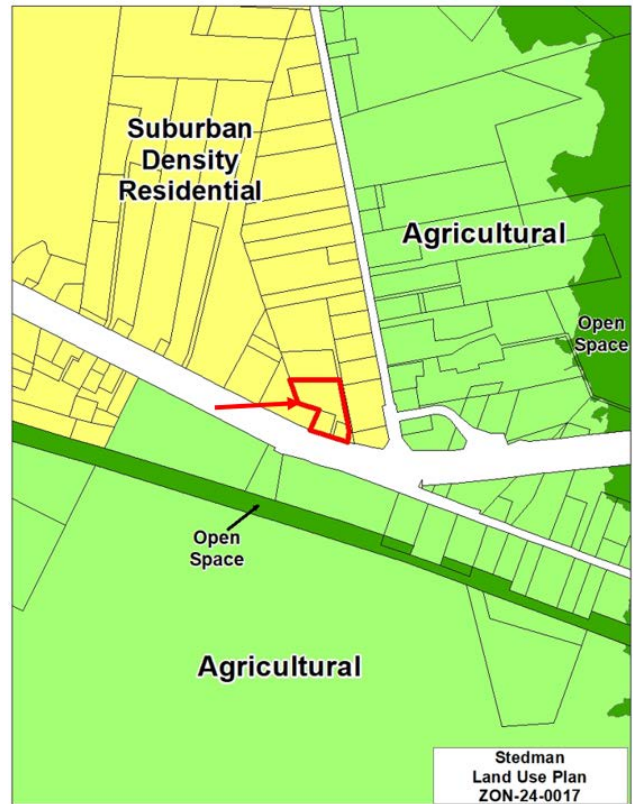 Suburban
Density
Residential
Agricultural
Open
Space
Open
Space
Agricultural
Stedman
Land Use Plan
ZON-24-0017